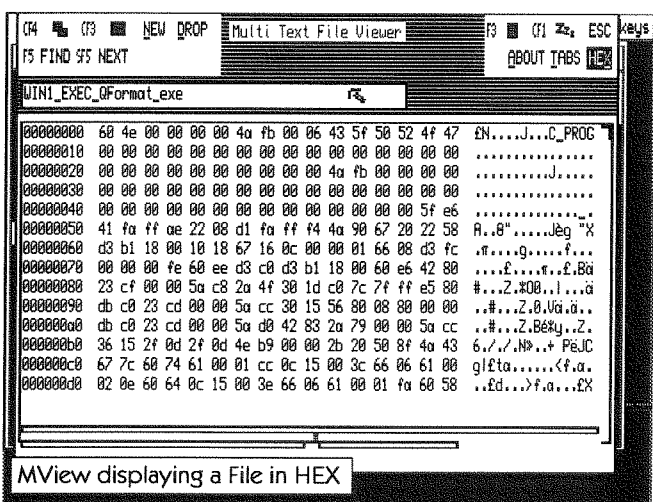 CF4 CF3 NEW DROP Multi Text File Viewer F3 CF1 Zzz ESC keys
F5 FIND SF5 NEXT ABOUT TABS HEX
WIN1_EXEC_QFormat_exe
00000000 60 4e 00 00 00 00 4a fb 00 06 43 5f 50 52 4f 47 £N....J...C_PROG
00000010 00 00 00 00 00 00 00 00 00 00 00 00 00 00 00 00 ................
00000020 00 00 00 00 00 00 00 00 00 00 4a fb 00 00 00 00 ..........J.....
00000030 00 00 00 00 00 00 00 00 00 00 00 00 00 00 00 00 ................
00000040 00 00 00 00 00 00 00 00 00 00 00 00 00 00 5f e6 .............._.
00000050 41 fa ff ae 22 08 d1 fa ff f4 4a 90 67 20 22 58 A..8".....Jèg "X
00000060 d3 b1 18 00 10 18 67 16 0c 00 00 01 66 08 d3 fc .π....g.....f...
00000070 00 00 00 fe 60 ee d3 c0 d3 b1 18 00 60 e6 42 80 ....£....π..£.Bä
00000080 23 cf 00 00 5a c8 2a 4f 30 1d c0 7c 7f ff e5 80 #...Z.*O0..|...ä
00000090 db c0 23 cd 00 00 5a cc 30 15 56 80 08 80 00 00 ..#...Z.0.Vä.ä..
000000a0 db c0 23 cd 00 00 5a d0 42 83 2a 79 00 00 5a cc ..#...Z.Bé*y..Z.
000000b0 36 15 2f 0d 2f 0d 4e b9 00 00 2b 20 50 8f 4a 43 6././.N»..+ PëJC
000000c0 67 7c 60 74 61 00 01 cc 0c 15 00 3c 66 06 61 00 g|£ta......<f.a.
000000d0 02 0e 60 64 0c 15 00 3e 66 06 61 00 01 fa 60 58 ..£d...>f.a...£X
MView displaying a File in HEX